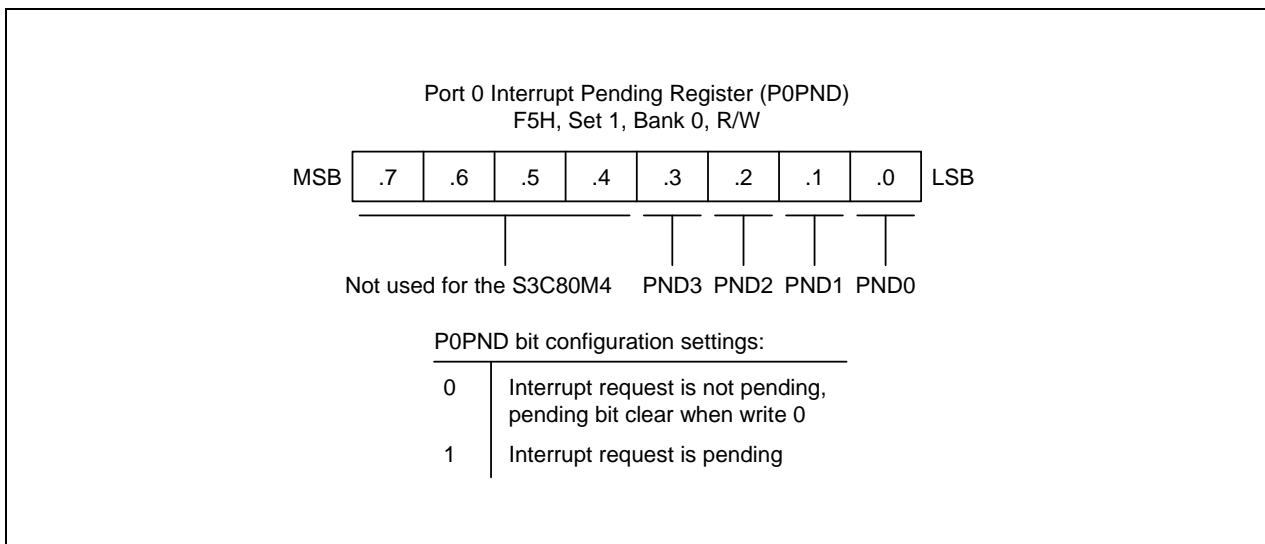 Port 0 Interrupt Pending Register (P0PND)
F5H, Set 1, Bank 0, R/W
MSB .7 .6 .5 .4 .3 .2 .1 .0 LSB
Not used for the S3C80M4 PND3 PND2 PND1 PND0
P0PND bit configuration settings:
0 Interrupt request is not pending,
pending bit clear when write 0
1 Interrupt request is pending